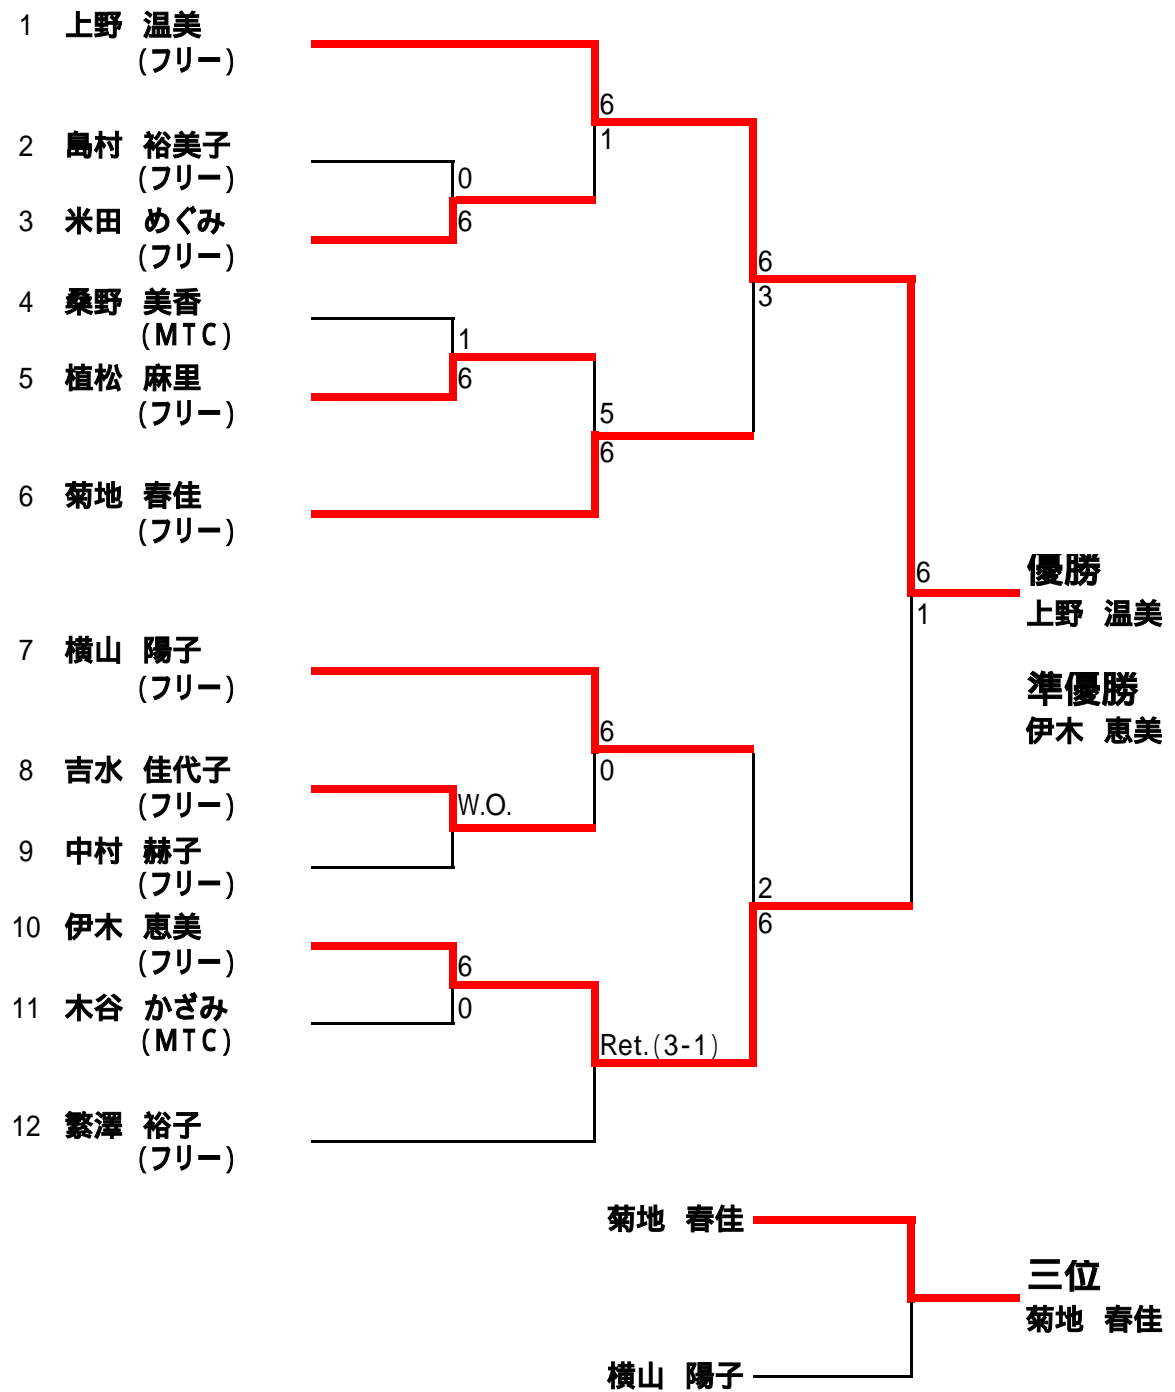 1 上野 温美
(フリー)
6
1
2 島村 裕美子
(フリー)
0
3 米田 めぐみ
6
(フリー)
6
3
4 桑野 美香
(MTC)
1
5 植松 麻里
6
(フリー)
5
6
6 菊地 春佳
(フリー)
優勝
6
上野 温美
1
7 横山 陽子
(フリー)
準優勝
伊木 恵美
6
0
8 吉水 佳代子
(フリー)
W.O.
9 中村 赫子
(フリー)
2
6
10 伊木 恵美
(フリー)
6
11 木谷 かざみ
0
(MTC)
Ret.(3-1)
12 繁澤 裕子
(フリー)
菊地 春佳
三位
菊地 春佳
横山 陽子